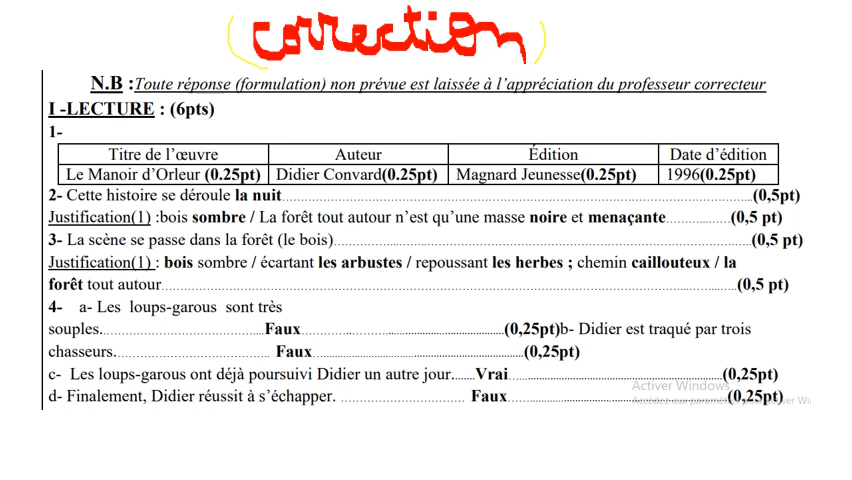 (correction)
N.B :Toute réponse (formulation) non prévue est laissée à l'appréciation du professeur correcteur
I -LECTURE : (6pts)
1-
Titre de l'œuvre Auteur Édition Date d'édition
Le Manoir d'Orleur (0.25pt) Didier Convard(0.25pt) Magnard Jeunesse(0.25pt) 1996(0.25pt)
2- Cette histoire se déroule la nuit……………………………………………………………………(0,5pt)
Justification(1) :bois sombre / La forêt tout autour n'est qu'une masse noire et menaçante…………….(0,5 pt)
3- La scène se passe dans la forêt (le bois)……………………………………………………………(0,5 pt)
Justification(1) : bois sombre / écartant les arbustes / repoussant les herbes ; chemin caillouteux / la
forêt tout autour……………………………………………………………………………………(0,5 pt)
4- a- Les loups-garous sont très
souples.………………………Faux……………………………………(0,25pt)b- Didier est traqué par trois
chasseurs.……………………… Faux……………………………………(0,25pt)
c- Les loups-garous ont déjà poursuivi Didier un autre jour.……Vrai……………………………………(0,25pt)
d- Finalement, Didier réussit à s'échapper. ………………… Faux……………………………………(0,25pt)
Activer Windows